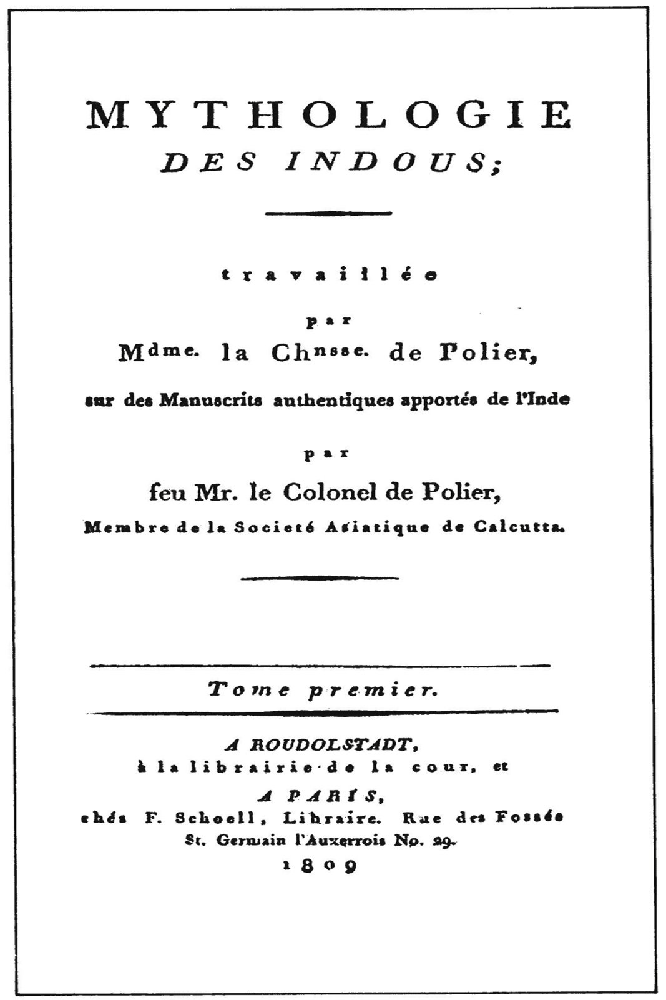 MYTHOLOGIE
DES INDOUS;
travaillée
par
Mdme. la Chnsse. de Polier,
sur des Manuscrits authentiques apportés de l'Inde
par
feu Mr. le Colonel de Polier,
Membre de la Societé Asiatique de Calcutta.
Tome premier.
A ROUDOLSTADT,
à la librairie de la cour, et
A PARIS,
chés F. Schoell, Libraire. Rue des Fossés
St. Germain l'Auxerrois No. 29.
1809